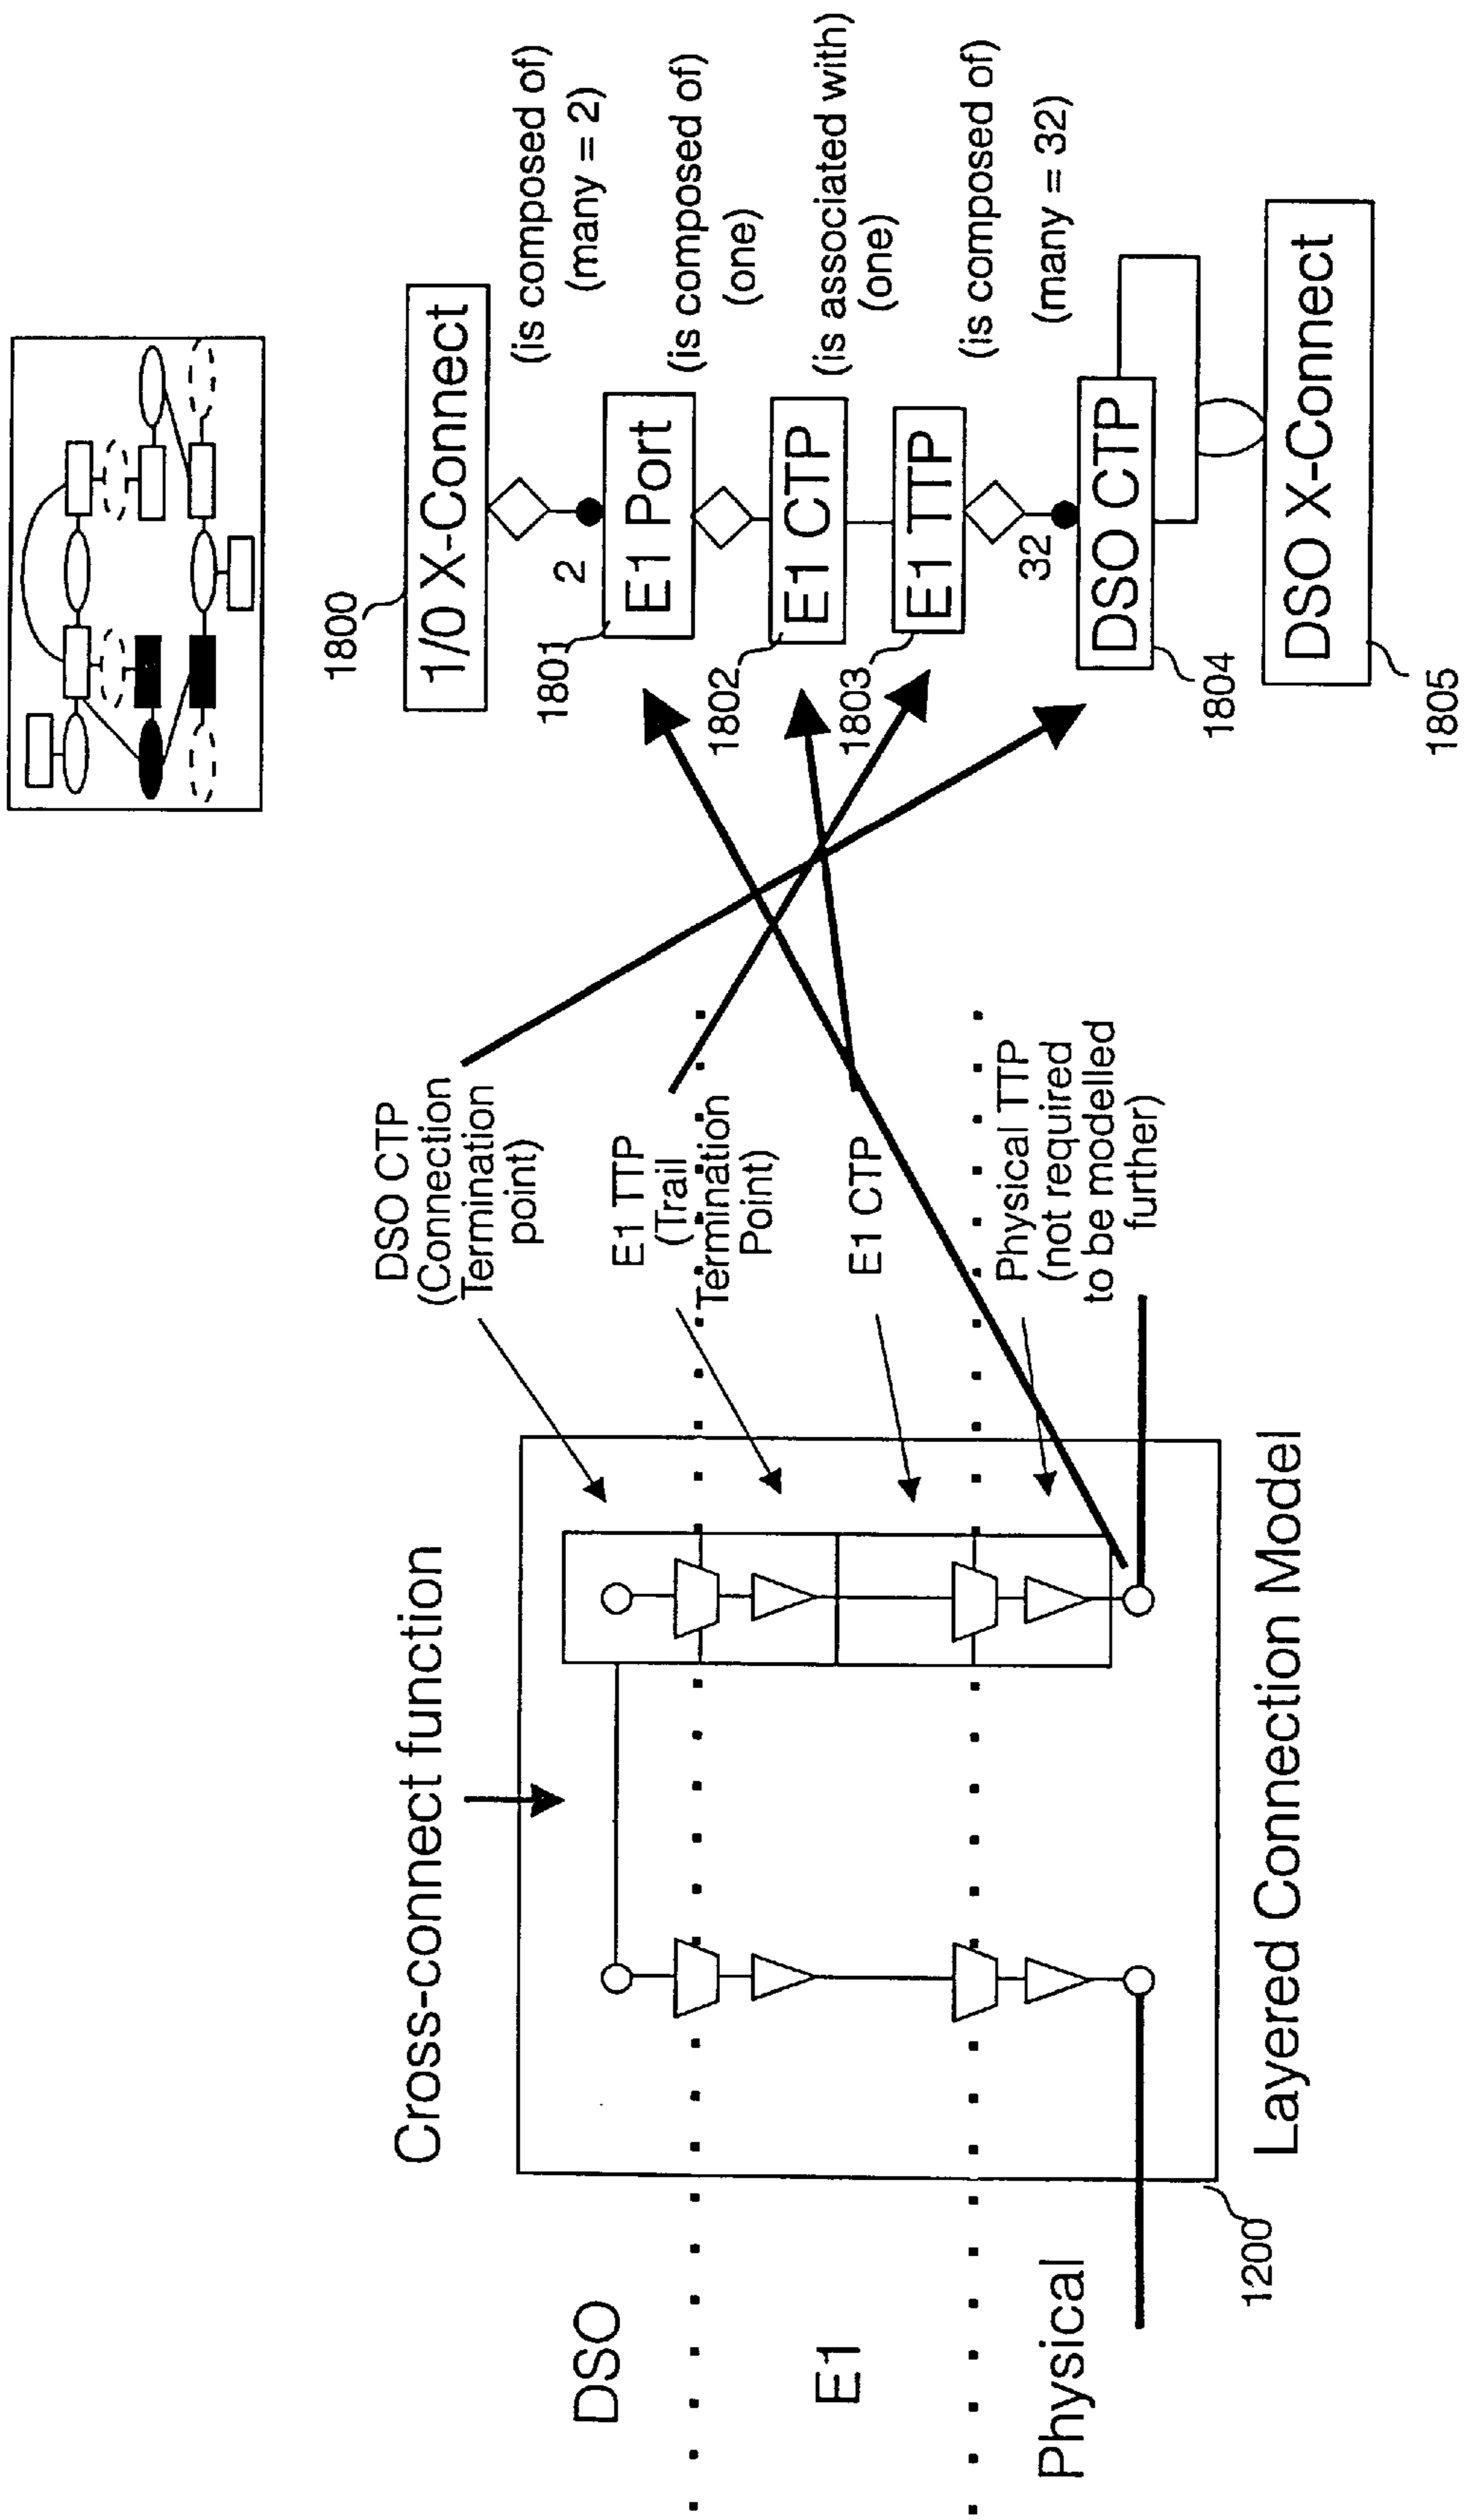 Cross-connect function
DSO
E1
Physical
1200
Layered Connection Model
DSO CTP
(Connection
Termination
point)
E1 TTP
(Trail
Termination
Point)
E1 CTP
Physical TTP
(not required
to be modelled
further)
1800
1/0 X-Connect
(is composed of)
(many = 2)
2
1801
E1 Port
(is composed of)
(one)
1802
E1 CTP
(is associated with)
(one)
1803
E1 TTP
(is composed of)
(many = 32)
32
DSO CTP
1804
DSO X-Connect
1805